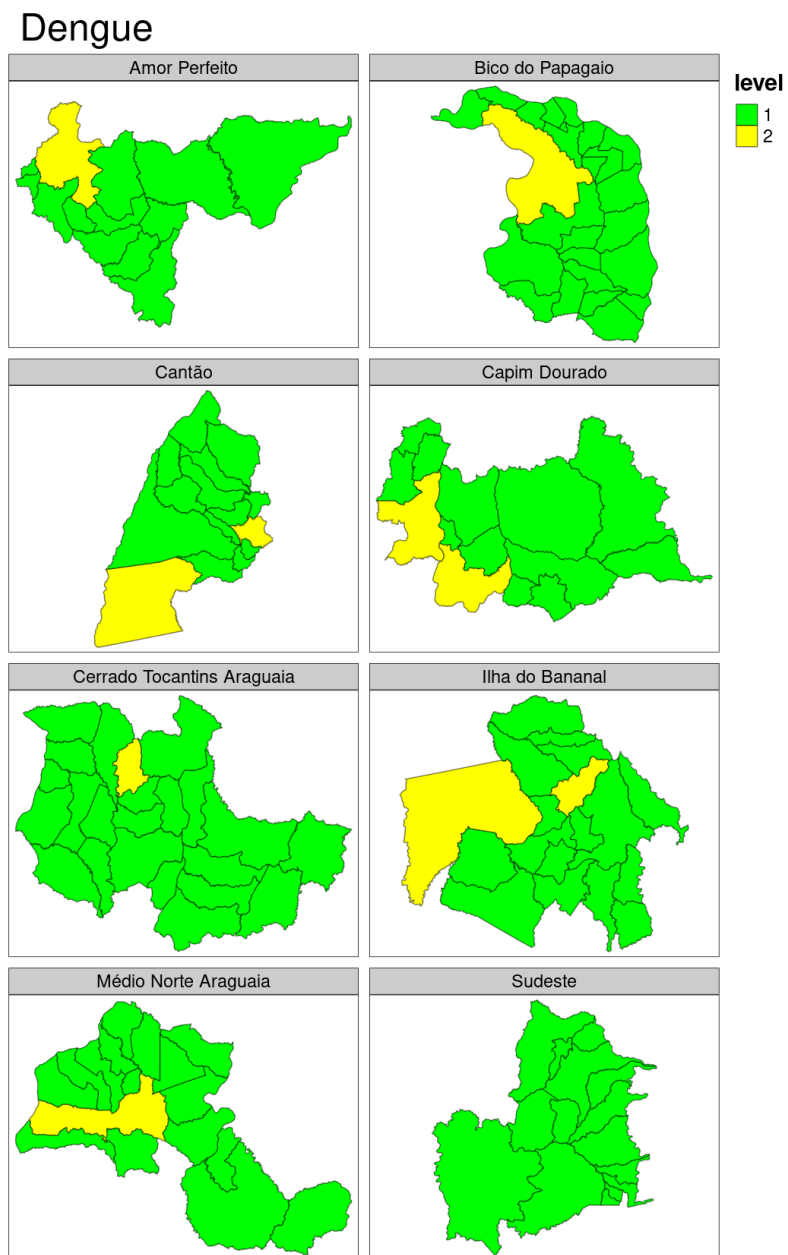 Dengue
Amor Perfeito
Bico do Papagaio
level
1
2
Cantão
Capim Dourado
Cerrado Tocantins Araguaia
Ilha do Bananal
Médio Norte Araguaia
Sudeste